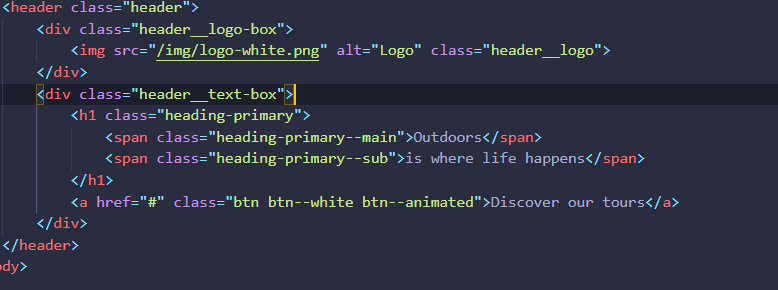 <header class="header">
<div class="header__logo-box">
<img src="/img/logo-white.png" alt="Logo" class="header__logo">
</div>
<div class="header__text-box">
<h1 class="heading-primary">
<span class="heading-primary--main">Outdoors</span>
<span class="heading-primary--sub">is where life happens</span>
</h1>
<a href="#" class="btn btn--white btn--animated">Discover our tours</a>
</div>
</header>
ody>